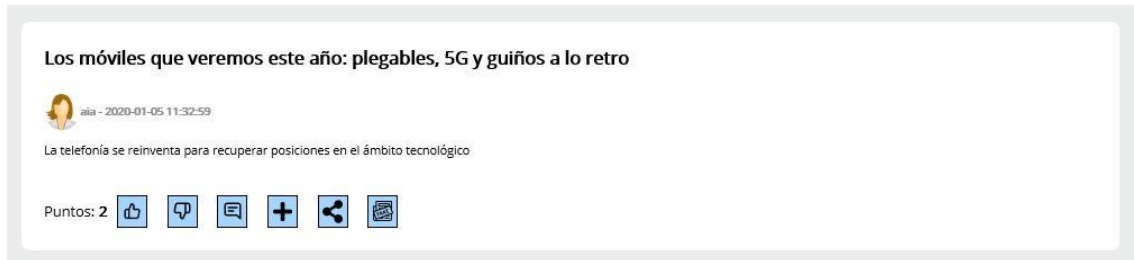 Los móviles que veremos este año: plegables, 5G y guiños a lo retro
aia - 2020-01-05 11:32:59
La telefonía se reinventa para recuperar posiciones en el ámbito tecnológico
Puntos: 2